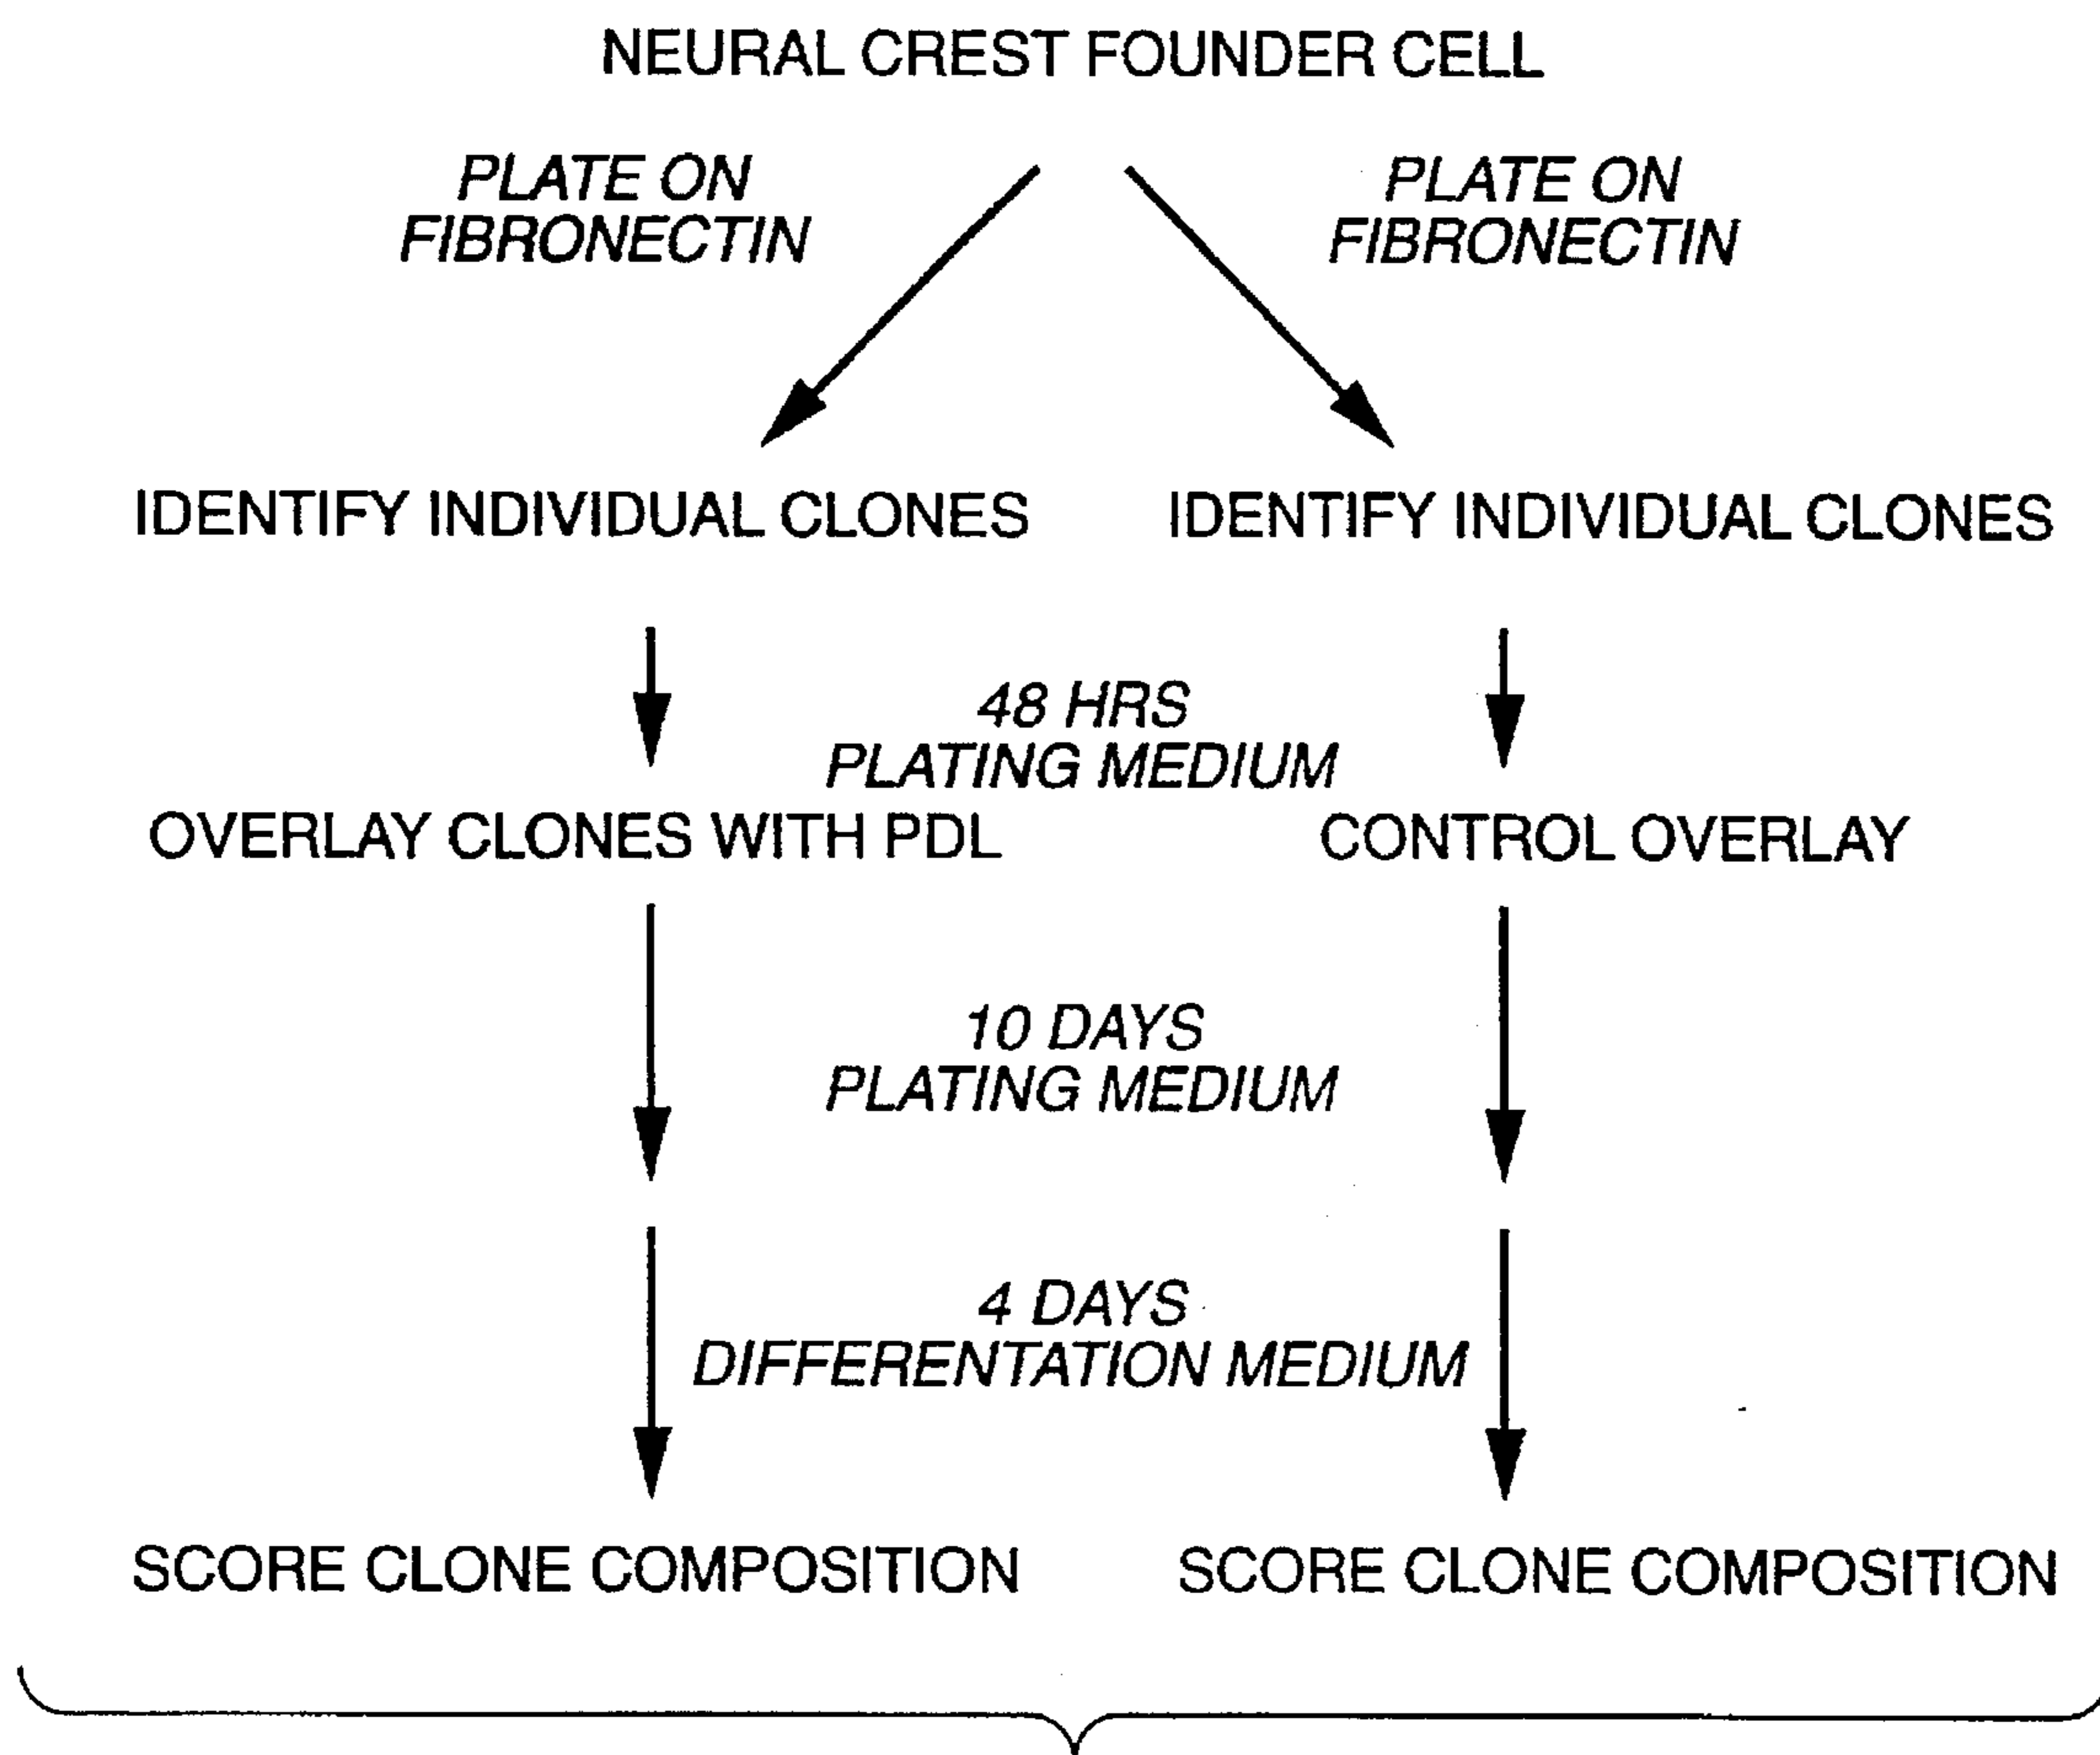 NEURAL CREST FOUNDER CELL
PLATE ON
FIBRONECTIN
PLATE ON
FIBRONECTIN
IDENTIFY INDIVIDUAL CLONES
IDENTIFY INDIVIDUAL CLONES
48 HRS
PLATING MEDIUM
OVERLAY CLONES WITH PDL
CONTROL OVERLAY
10 DAYS
PLATING MEDIUM
4 DAYS
DIFFERENTATION MEDIUM
SCORE CLONE COMPOSITION
SCORE CLONE COMPOSITION